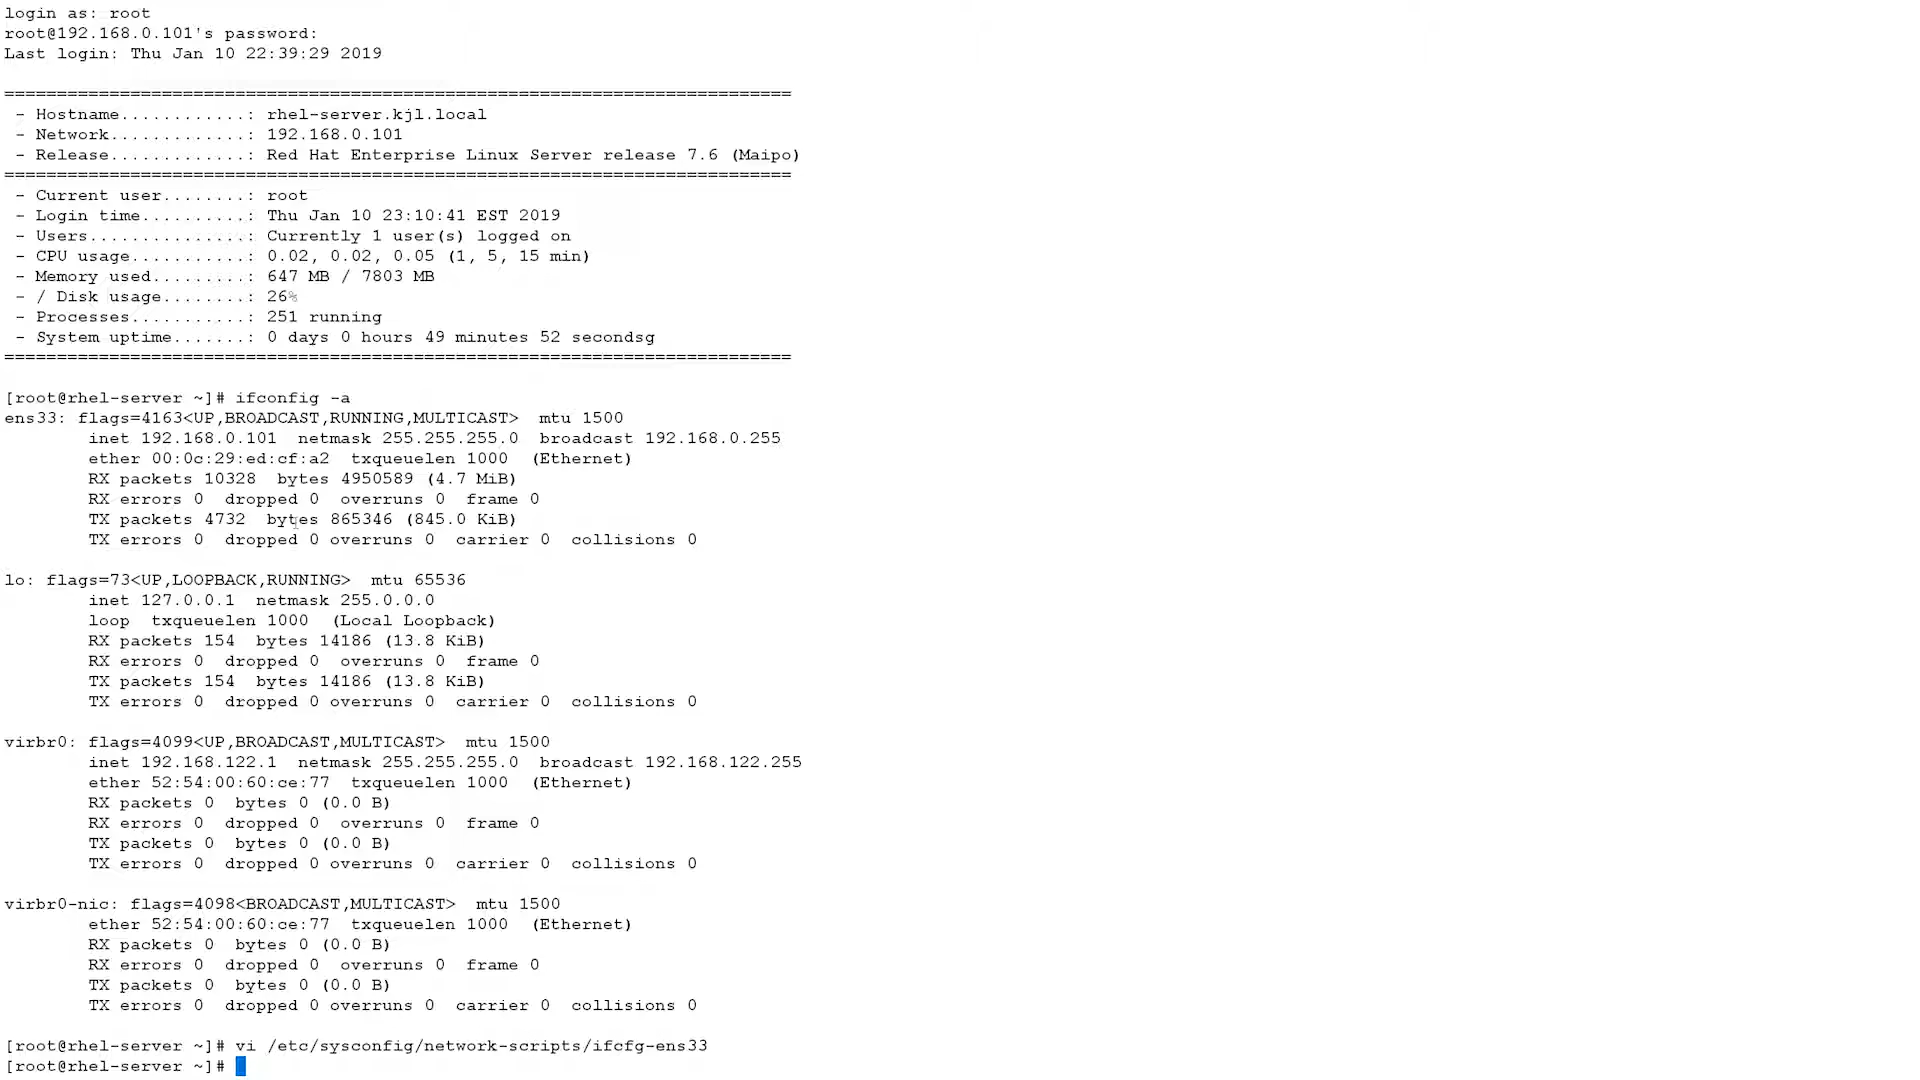 login as: root
root@192.168.0.101's password:
Last login: Thu Jan 10 22:39:29 2019
===========================================================================
 - Hostname............: rhel-server.kjl.local
 - Network.............: 192.168.0.101
 - Release.............: Red Hat Enterprise Linux Server release 7.6 (Maipo)
===========================================================================
 - Current user........: root
 - Login time..........: Thu Jan 10 23:10:41 EST 2019
 - Users...............: Currently 1 user(s) logged on
 - CPU usage...........: 0.02, 0.02, 0.05 (1, 5, 15 min)
 - Memory used.........: 647 MB / 7803 MB
 - / Disk usage........: 26%
 - Processes...........: 251 running
 - System uptime.......: 0 days 0 hours 49 minutes 52 secondsg
===========================================================================
[root@rhel-server ~]# ifconfig -a
ens33: flags=4163<UP,BROADCAST,RUNNING,MULTICAST>  mtu 1500
        inet 192.168.0.101  netmask 255.255.255.0  broadcast 192.168.0.255
        ether 00:0c:29:ed:cf:a2  txqueuelen 1000  (Ethernet)
        RX packets 10328  bytes 4950589 (4.7 MiB)
        RX errors 0  dropped 0  overruns 0  frame 0
        TX packets 4732  bytes 865346 (845.0 KiB)
        TX errors 0  dropped 0 overruns 0  carrier 0  collisions 0
lo: flags=73<UP,LOOPBACK,RUNNING>  mtu 65536
        inet 127.0.0.1  netmask 255.0.0.0
        loop  txqueuelen 1000  (Local Loopback)
        RX packets 154  bytes 14186 (13.8 KiB)
        RX errors 0  dropped 0  overruns 0  frame 0
        TX packets 154  bytes 14186 (13.8 KiB)
        TX errors 0  dropped 0 overruns 0  carrier 0  collisions 0
virbr0: flags=4099<UP,BROADCAST,MULTICAST>  mtu 1500
        inet 192.168.122.1  netmask 255.255.255.0  broadcast 192.168.122.255
        ether 52:54:00:60:ce:77  txqueuelen 1000  (Ethernet)
        RX packets 0  bytes 0 (0.0 B)
        RX errors 0  dropped 0  overruns 0  frame 0
        TX packets 0  bytes 0 (0.0 B)
        TX errors 0  dropped 0 overruns 0  carrier 0  collisions 0
virbr0-nic: flags=4098<BROADCAST,MULTICAST>  mtu 1500
        ether 52:54:00:60:ce:77  txqueuelen 1000  (Ethernet)
        RX packets 0  bytes 0 (0.0 B)
        RX errors 0  dropped 0  overruns 0  frame 0
        TX packets 0  bytes 0 (0.0 B)
        TX errors 0  dropped 0 overruns 0  carrier 0  collisions 0
[root@rhel-server ~]# vi /etc/sysconfig/network-scripts/ifcfg-ens33
[root@rhel-server ~]#